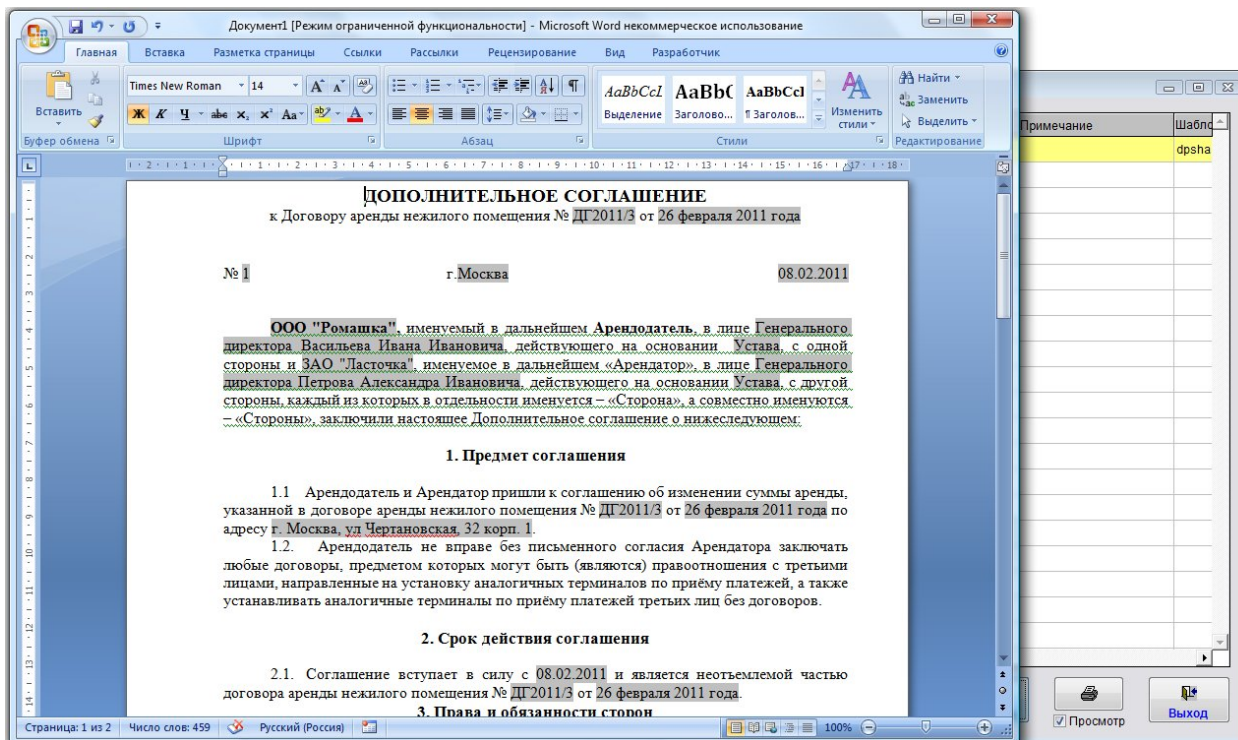 Документ1 [Режим ограниченной функциональности] - Microsoft Word некоммерческое использование
Главная Вставка Разметка страницы Ссылки Рассылки Рецензирование Вид Разработчик
Вставить
Буфер обмена
Times New Roman 14
Ж К Ч abe x₂ x² Aa
Шрифт
Абзац
AaBbCcI AaBbC AaBbCcI
Выделение Заголово... ¶ Заголов...
Изменить стили
Стили
Найти
Заменить
Выделить
Редактирование
ДОПОЛНИТЕЛЬНОЕ СОГЛАШЕНИЕ
к Договору аренды нежилого помещения № ДГ2011/3 от 26 февраля 2011 года
№ 1 г.Москва 08.02.2011
ООО "Ромашка", именуемый в дальнейшем Арендодатель, в лице Генерального
директора Васильева Ивана Ивановича, действующего на основании Устава, с одной
стороны и ЗАО "Ласточка", именуемое в дальнейшем «Арендатор», в лице Генерального
директора Петрова Александра Ивановича, действующего на основании Устава, с другой
стороны, каждый из которых в отдельности именуется – «Сторона», а совместно именуются
– «Стороны», заключили настоящее Дополнительное соглашение о нижеследующем:
1. Предмет соглашения
1.1 Арендодатель и Арендатор пришли к соглашению об изменении суммы аренды,
указанной в договоре аренды нежилого помещения № ДГ2011/3 от 26 февраля 2011 года по
адресу г. Москва, ул Чертановская, 32 корп. 1.
1.2. Арендодатель не вправе без письменного согласия Арендатора заключать
любые договоры, предметом которых могут быть (являются) правоотношения с третьими
лицами, направленные на установку аналогичных терминалов по приёму платежей, а также
устанавливать аналогичные терминалы по приёму платежей третьих лиц без договоров.
2. Срок действия соглашения
2.1. Соглашение вступает в силу с 08.02.2011 и является неотъемлемой частью
договора аренды нежилого помещения № ДГ2011/3 от 26 февраля 2011 года.
3. Права и обязанности сторон
Страница: 1 из 2 Число слов: 459 Русский (Россия) 100%
Примечание Шабло
dpsha
Просмотр
Выход